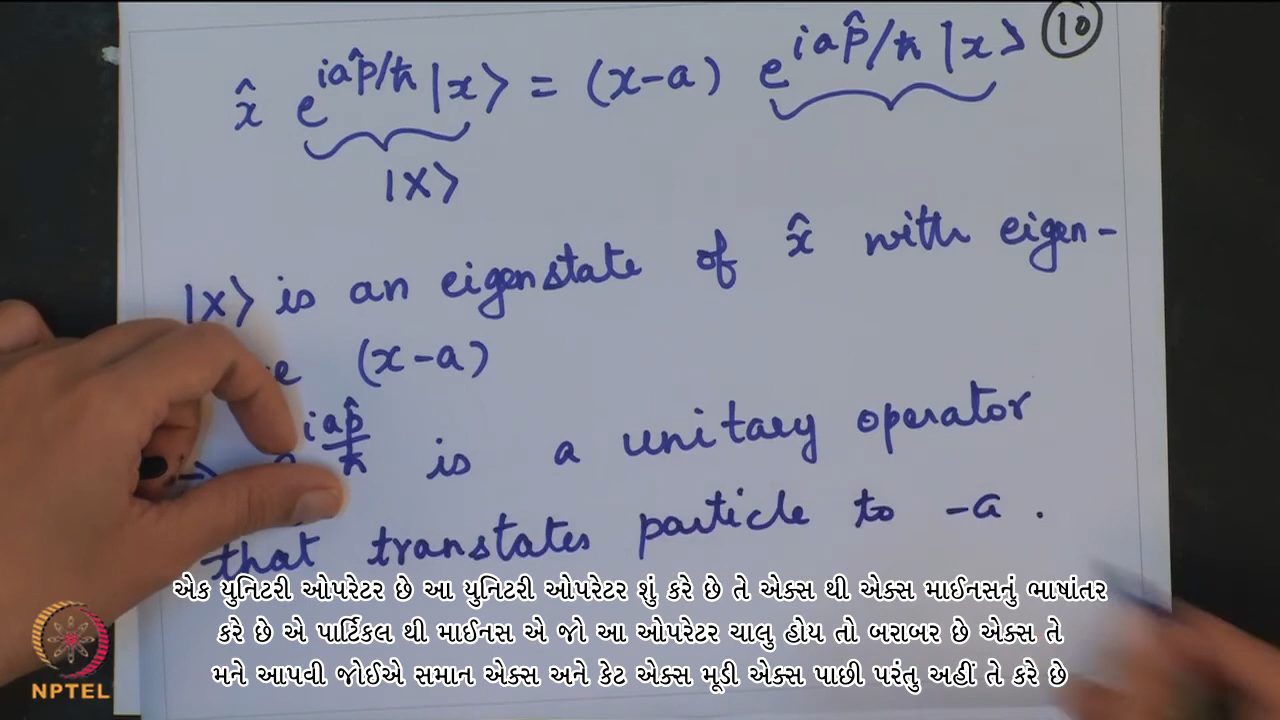 x̂ e^{iap̂/ħ} |x⟩ = (x-a) e^{iap̂/ħ} |x⟩ ⑩
|X⟩
|X⟩ is an eigenstate of x̂ with eigen-
(x-a)
iap̂/ħ is a unitary operator
that translates particle to -a .
એક યુનિટરી ઓપરેટર છે આ યુનિટરી ઓપરેટર શું કરે છે તે એક્સ થી એક્સ માઈનસનું ભાષાંતર
કરે છે એ પાર્ટિકલ થી માઈનસ એ જો આ ઓપરેટર ચાલુ હોય તો બરાબર છે એક્સ તે
મને આપવી જોઈએ સમાન એક્સ અને કેટ એક્સ મૂડી એક્સ પાછી પરંતુ અહીં તે કરે છે
NPTEL